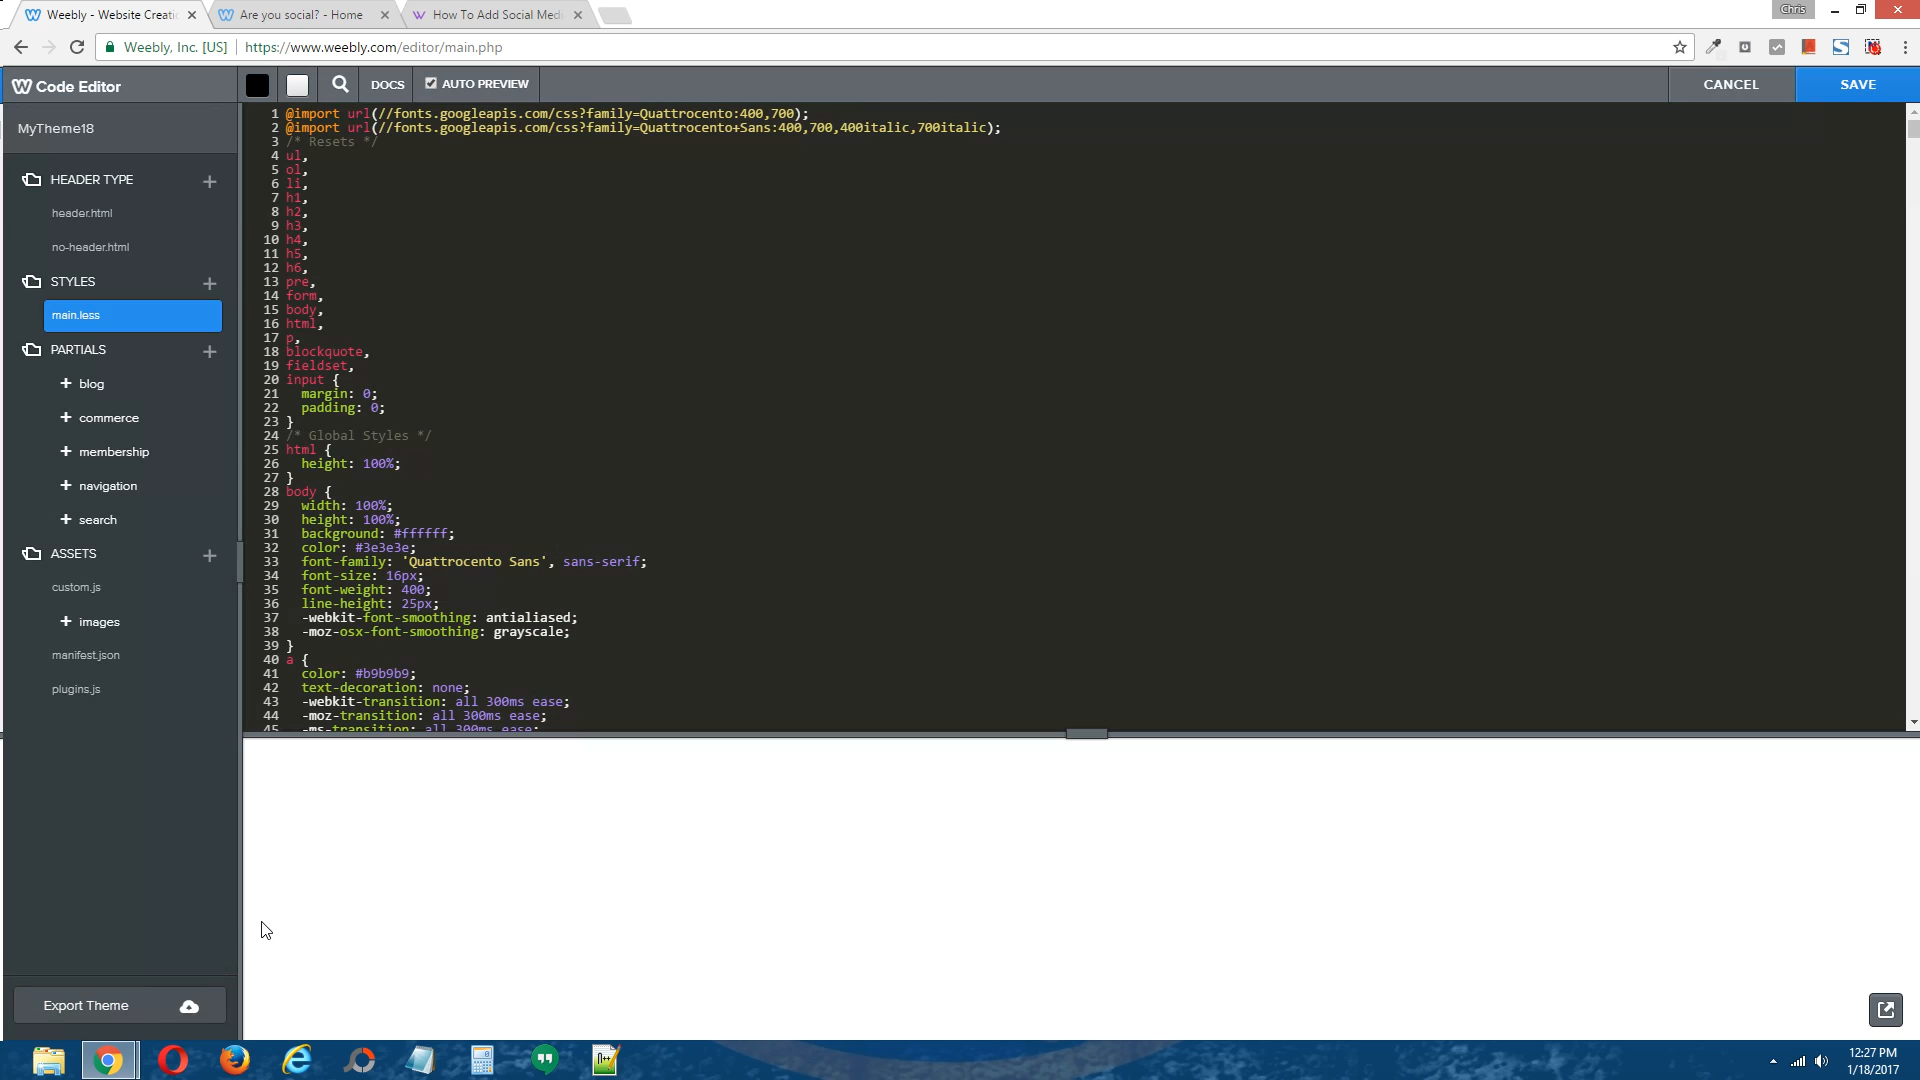 Weebly - Website Creati
Are you social? - Home
How To Add Social Med
Chris
Weebly, Inc. [US]
https://www.weebly.com/editor/main.php
Code Editor
DOCS
AUTO PREVIEW
CANCEL
SAVE
MyTheme18
HEADER TYPE
header.html
no-header.html
STYLES
main.less
PARTIALS
blog
commerce
membership
navigation
search
ASSETS
custom.js
images
manifest.json
plugins.js
Export Theme
1 @import url(//fonts.googleapis.com/css?family=Quattrocento:400,700);
2 @import url(//fonts.googleapis.com/css?family=Quattrocento+Sans:400,700,400italic,700italic);
3 /* Resets */
4 ul,
5 ol,
6 li,
7 h1,
8 h2,
9 h3,
10 h4,
11 h5,
12 h6,
13 pre,
14 form,
15 body,
16 html,
17 p,
18 blockquote,
19 fieldset,
20 input {
21 margin: 0;
22 padding: 0;
23 }
24 /* Global Styles */
25 html {
26 height: 100%;
27 }
28 body {
29 width: 100%;
30 height: 100%;
31 background: #ffffff;
32 color: #3e3e3e;
33 font-family: 'Quattrocento Sans', sans-serif;
34 font-size: 16px;
35 font-weight: 400;
36 line-height: 25px;
37 -webkit-font-smoothing: antialiased;
38 -moz-osx-font-smoothing: grayscale;
39 }
40 a {
41 color: #b9b9b9;
42 text-decoration: none;
43 -webkit-transition: all 300ms ease;
44 -moz-transition: all 300ms ease;
45 -ms-transition: all 300ms ease;
12:27 PM
1/18/2017